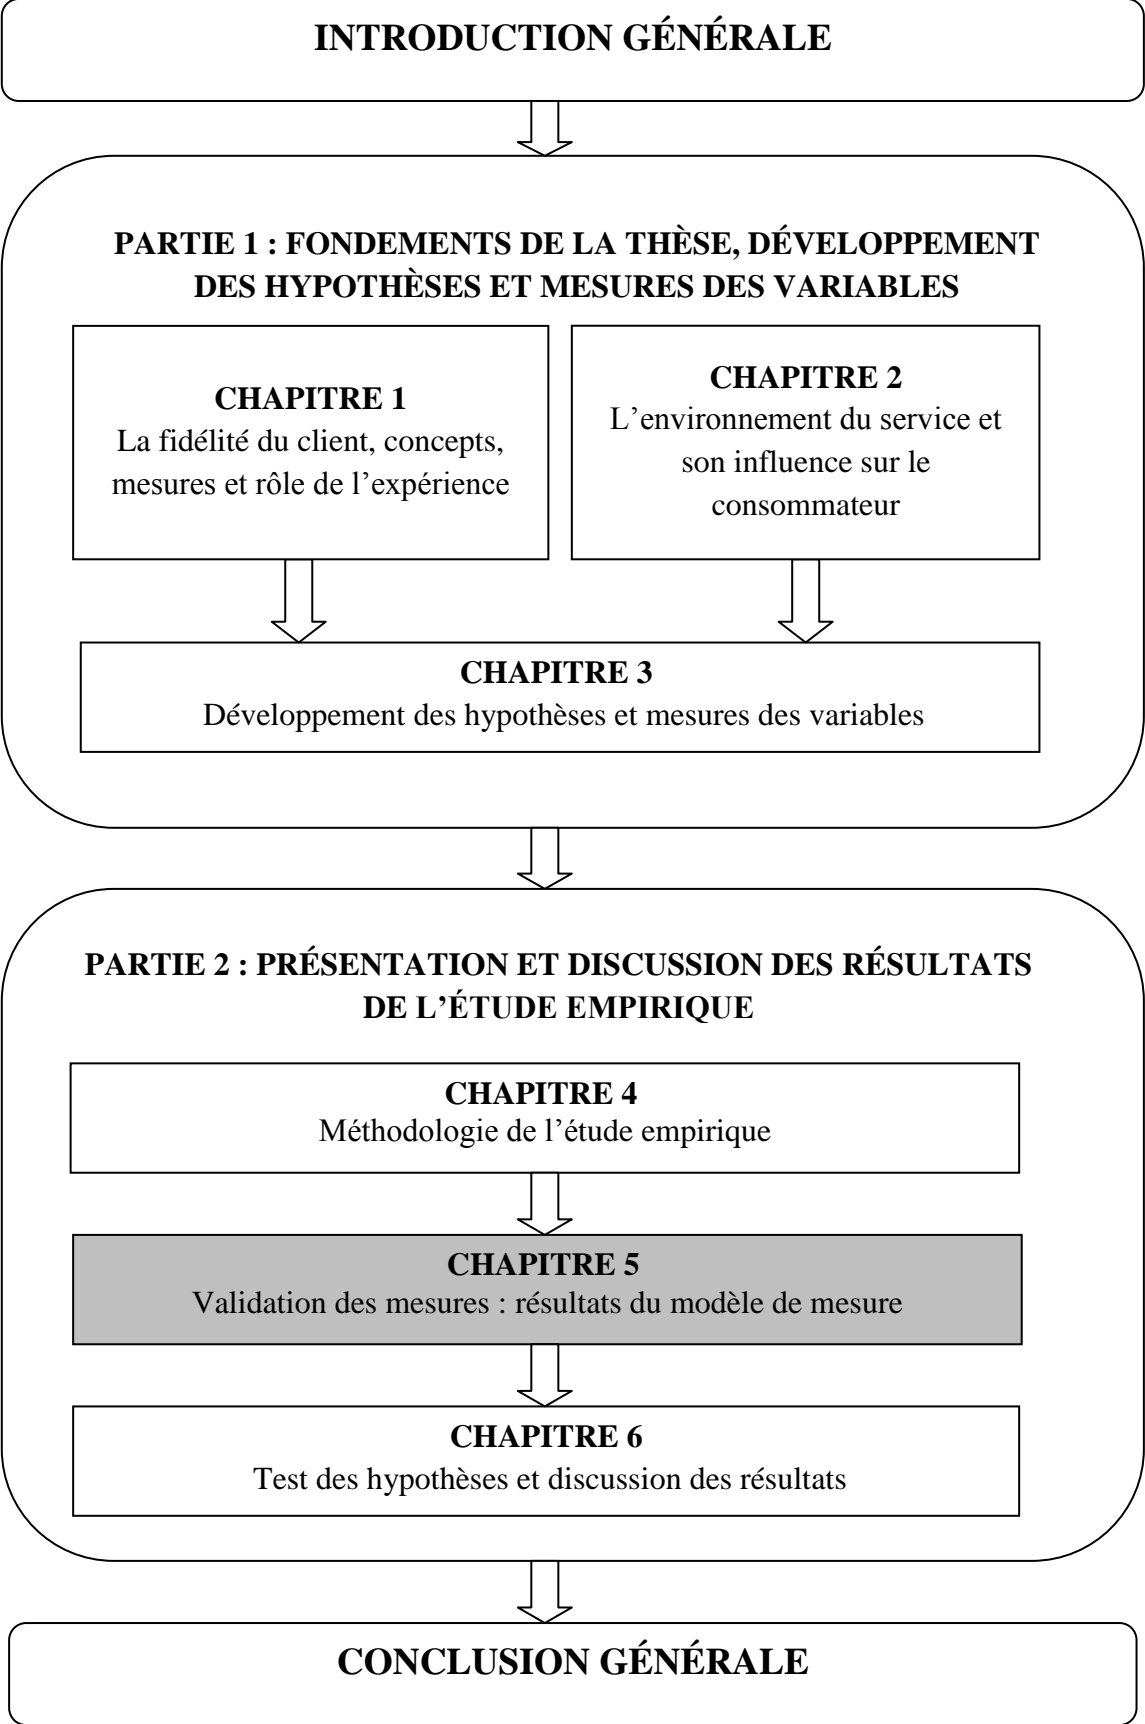 INTRODUCTION GÉNÉRALE
PARTIE 1 : FONDEMENTS DE LA THÈSE, DÉVELOPPEMENT
DES HYPOTHÈSES ET MESURES DES VARIABLES
CHAPITRE 1
La fidélité du client, concepts,
mesures et rôle de l’expérience
CHAPITRE 2
L’environnement du service et
son influence sur le
consommateur
CHAPITRE 3
Développement des hypothèses et mesures des variables
PARTIE 2 : PRÉSENTATION ET DISCUSSION DES RÉSULTATS
DE L’ÉTUDE EMPIRIQUE
CHAPITRE 4
Méthodologie de l’étude empirique
CHAPITRE 5
Validation des mesures : résultats du modèle de mesure
CHAPITRE 6
Test des hypothèses et discussion des résultats
CONCLUSION GÉNÉRALE